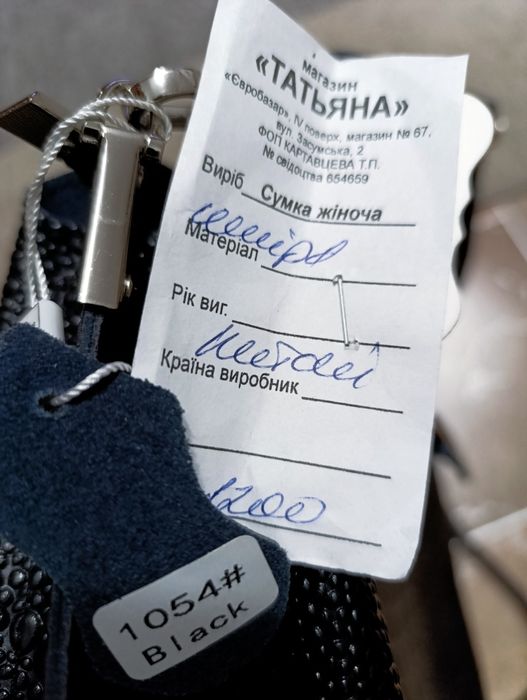 магазин
«ТАТЬЯНА»
«Євробазар», IV поверх, магазин № 67,
вул. Засумська, 2
ФОП КАРТАВЦЕВА Т.П.
№ свідоцтва 654659
Виріб Сумка жіноча
шкіра
Матеріал
Рік виг.
Китай
Країна виробник
1200
1054#
Black